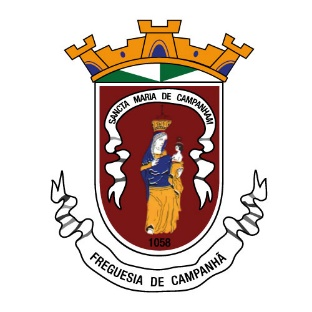 SANCTA MARIA DE CAMPANHAM
1058
FREGUESIA DE CAMPANHÃ